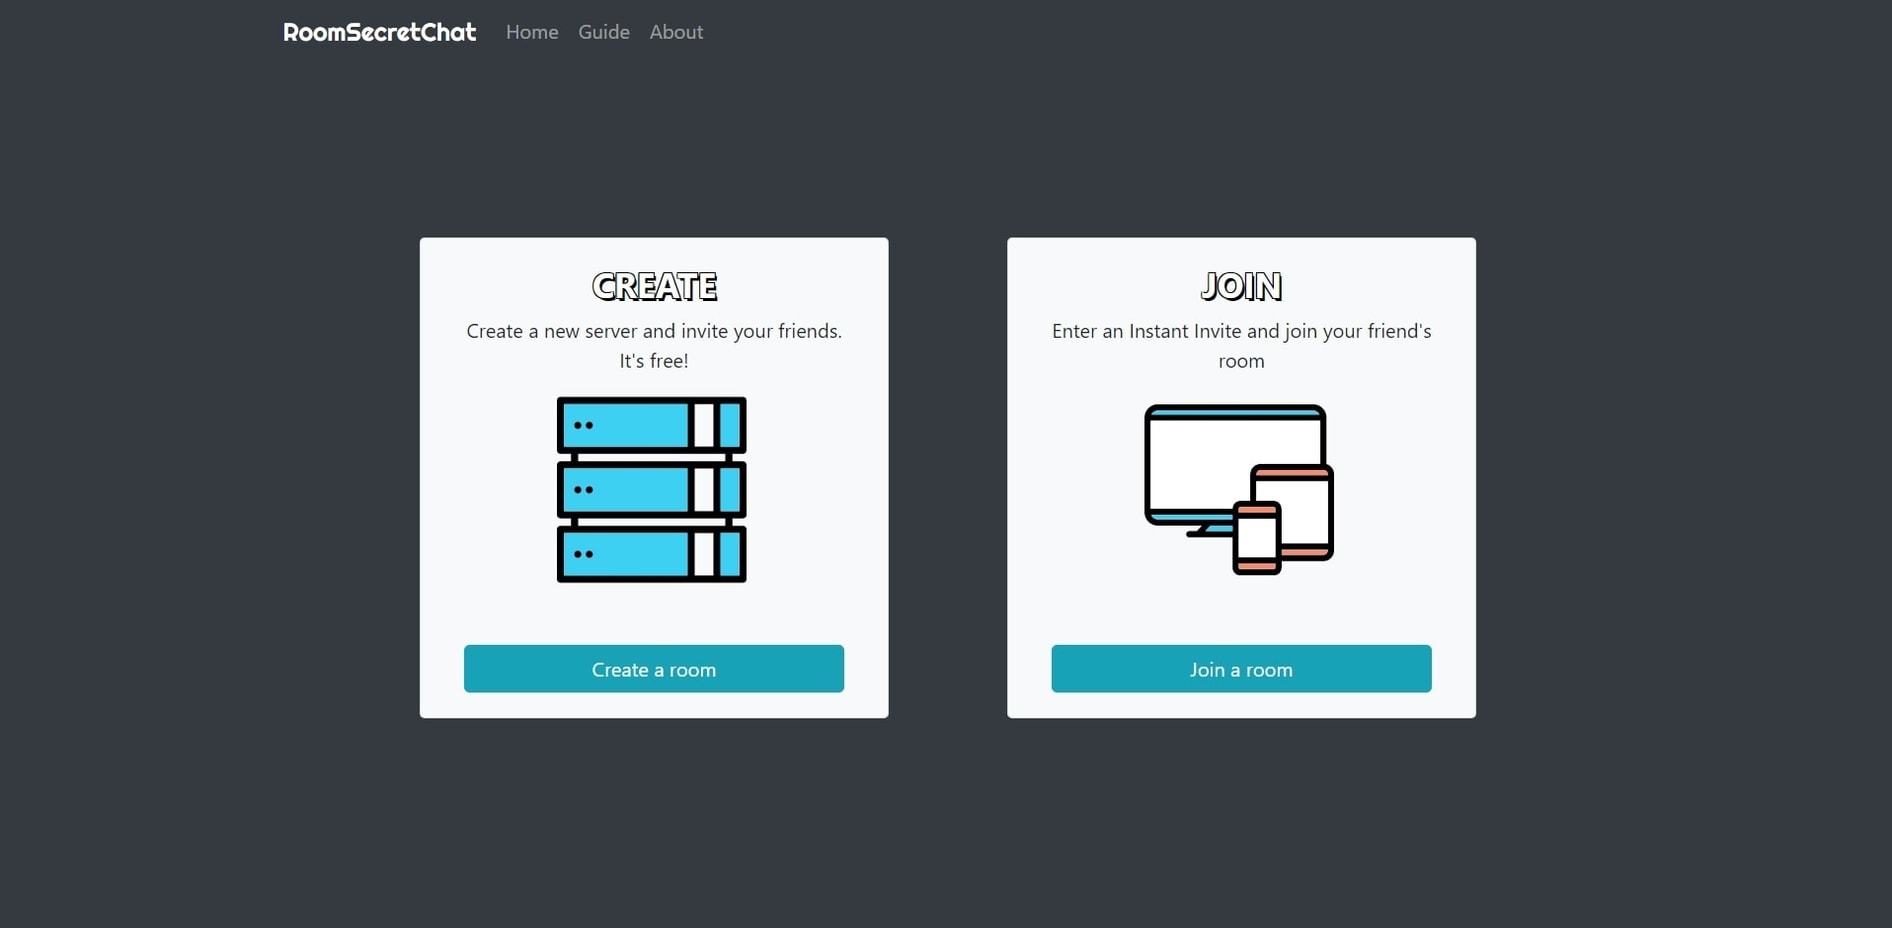 RoomSecretChat Home Guide About
CREATE
Create a new server and invite your friends.
It's free!
Create a room
JOIN
Enter an Instant Invite and join your friend's
room
Join a room